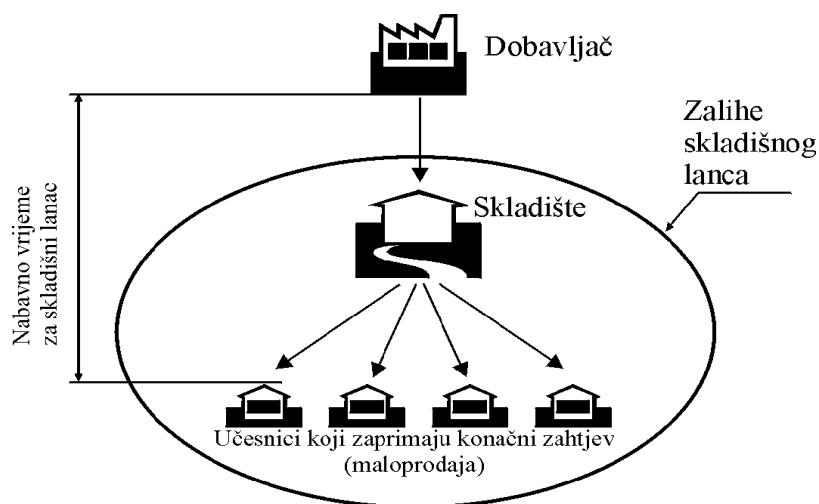 Dobavljač
Zalihe
skladišnog
lanca
Skladište
Nabavno vrijeme
za skladišni lanac
Učesnici koji zaprimaju konačni zahtjev
(maloprodaja)